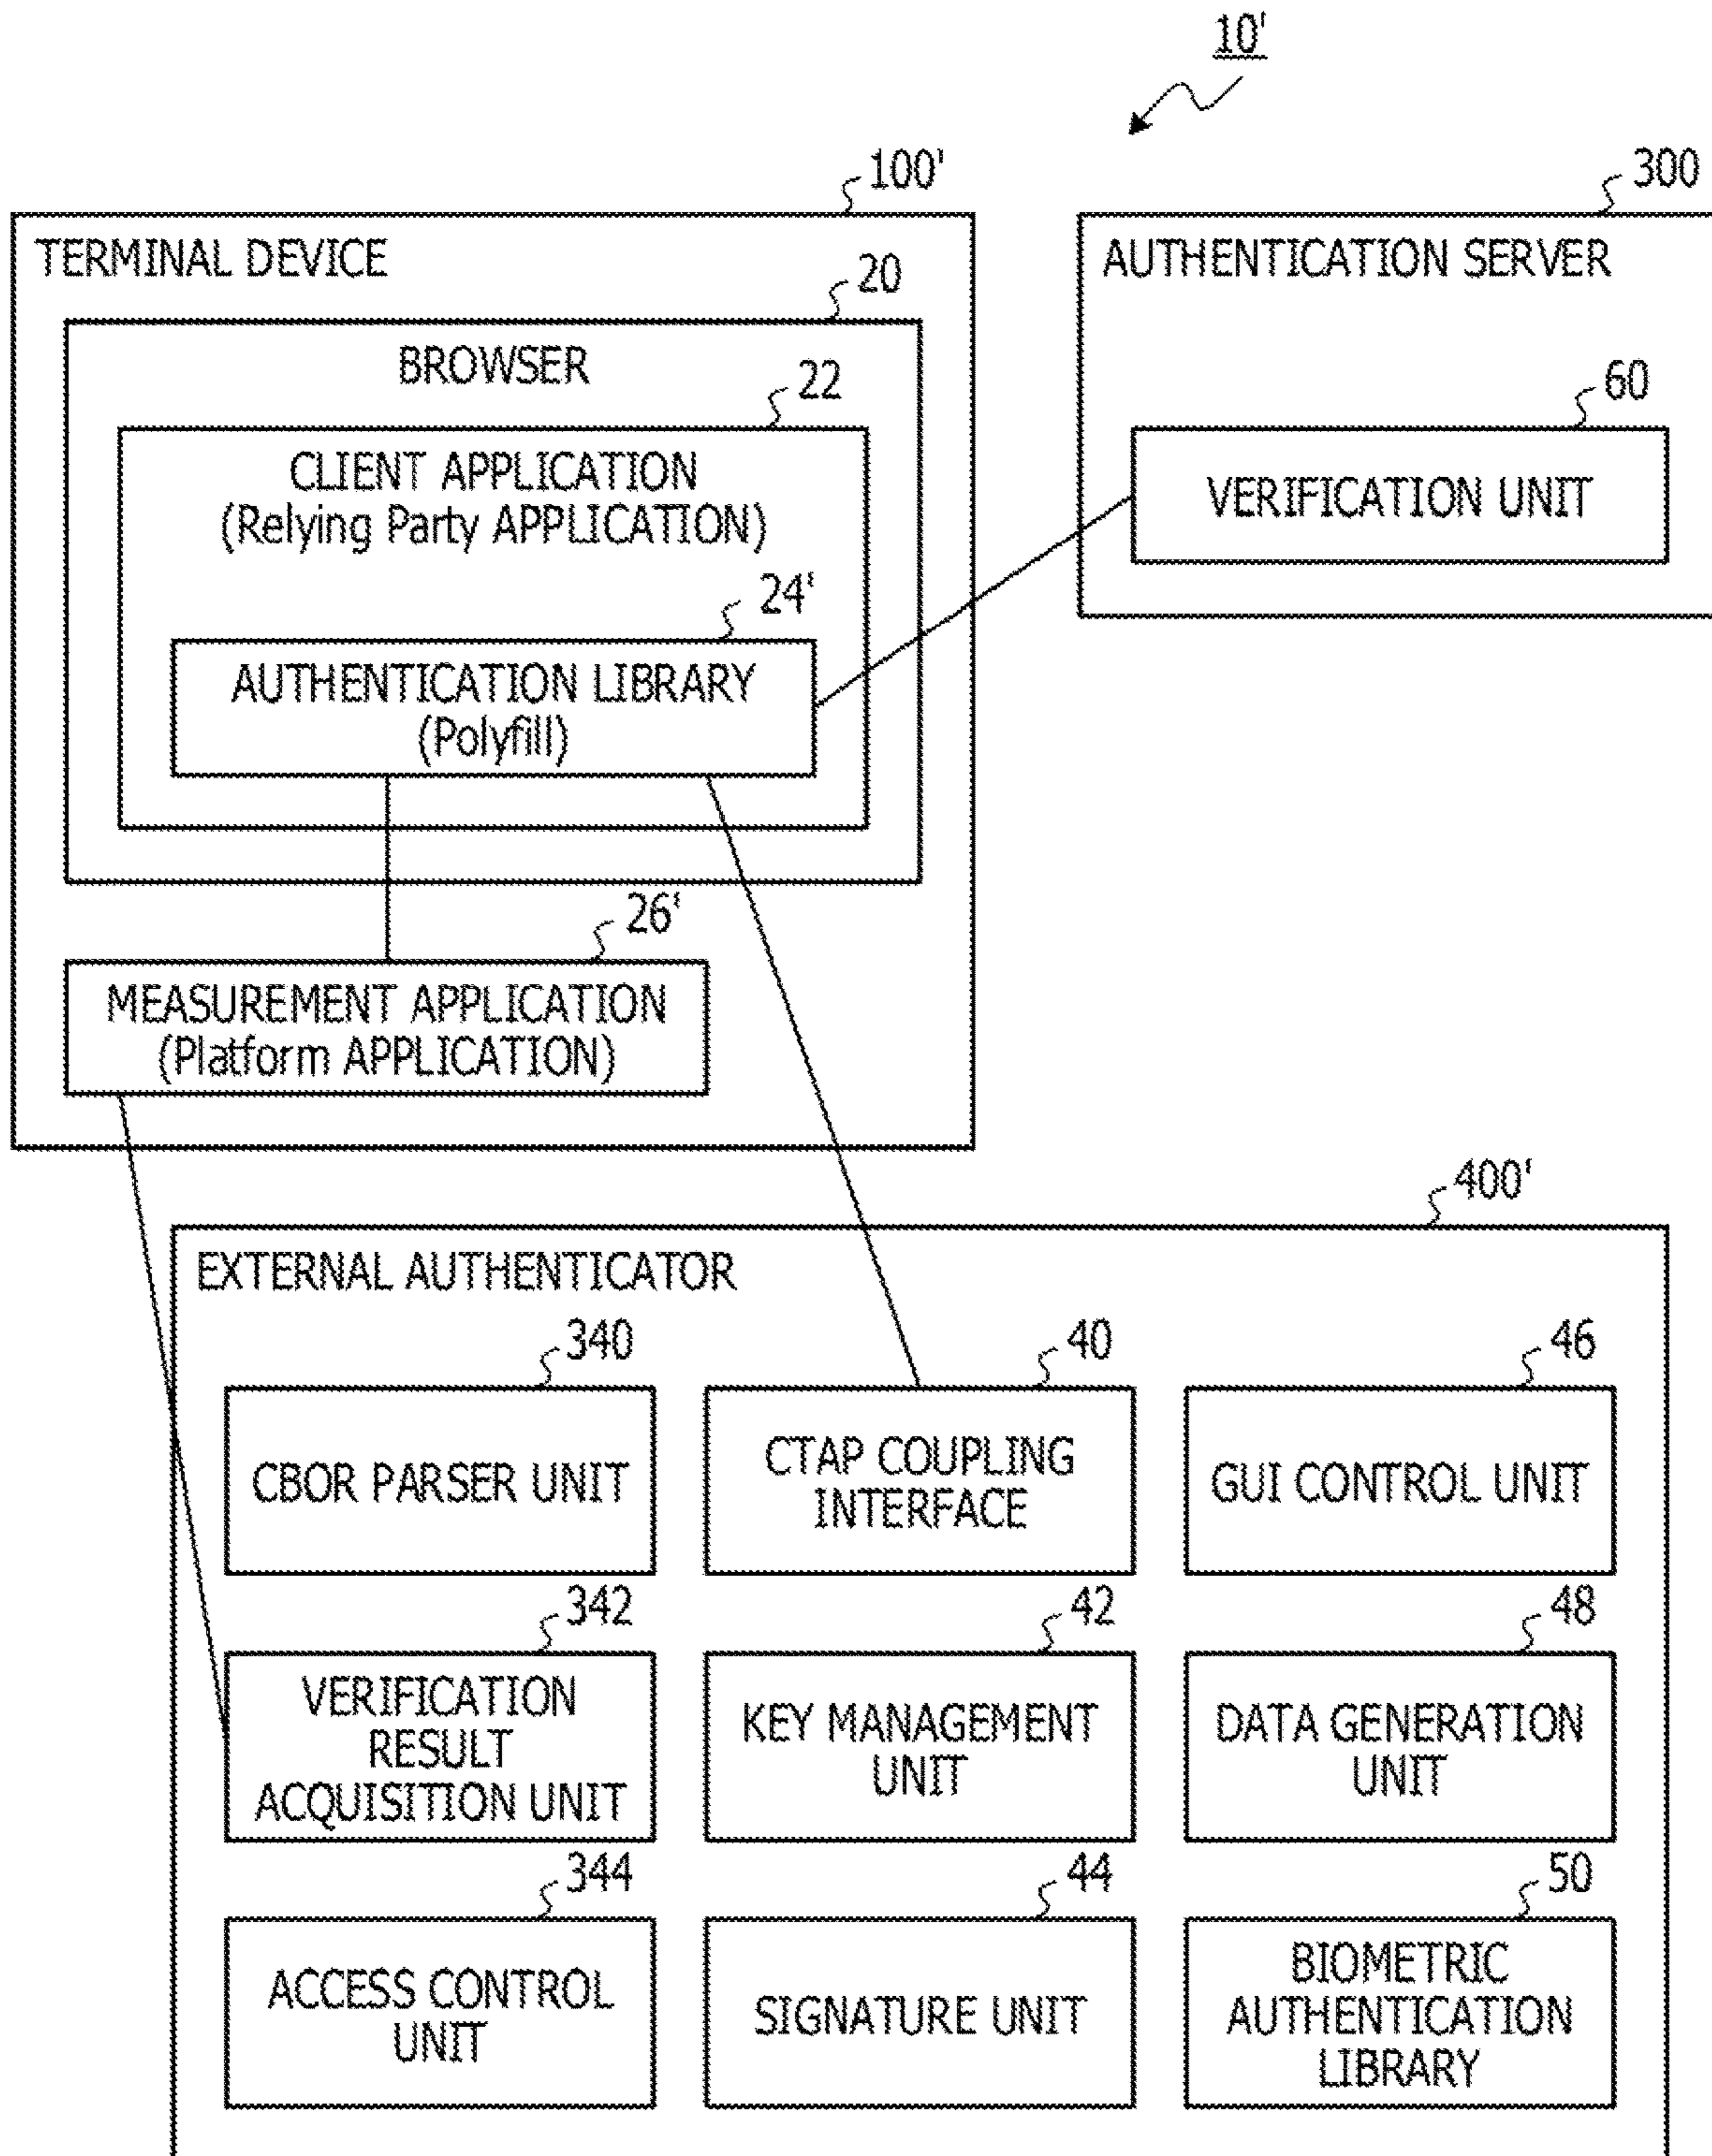 10'
100'
300
TERMINAL DEVICE
AUTHENTICATION SERVER
20
BROWSER
22
60
CLIENT APPLICATION
(Relying Party APPLICATION)
VERIFICATION UNIT
24'
AUTHENTICATION LIBRARY
(Polyfill)
26'
MEASUREMENT APPLICATION
(Platform APPLICATION)
400'
EXTERNAL AUTHENTICATOR
340
40
46
CBOR PARSER UNIT
CTAP COUPLING
INTERFACE
GUI CONTROL UNIT
342
42
48
VERIFICATION
RESULT
ACQUISITION UNIT
KEY MANAGEMENT
UNIT
DATA GENERATION
UNIT
344
44
50
ACCESS CONTROL
UNIT
SIGNATURE UNIT
BIOMETRIC
AUTHENTICATION
LIBRARY